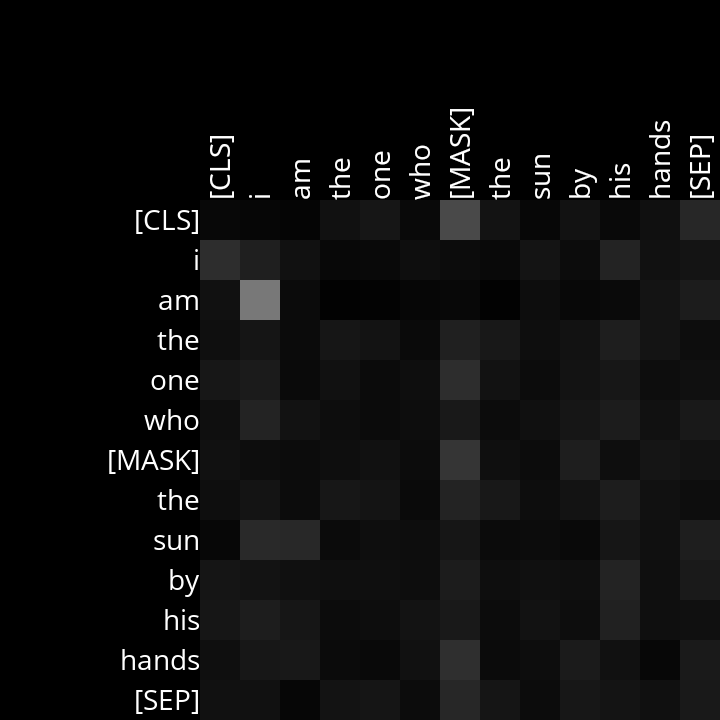 [CLS] i am the one who [MASK] the sun by his hands [SEP]
[CLS]
i
am
the
one
who
[MASK]
the
sun
by
his
hands
[SEP]